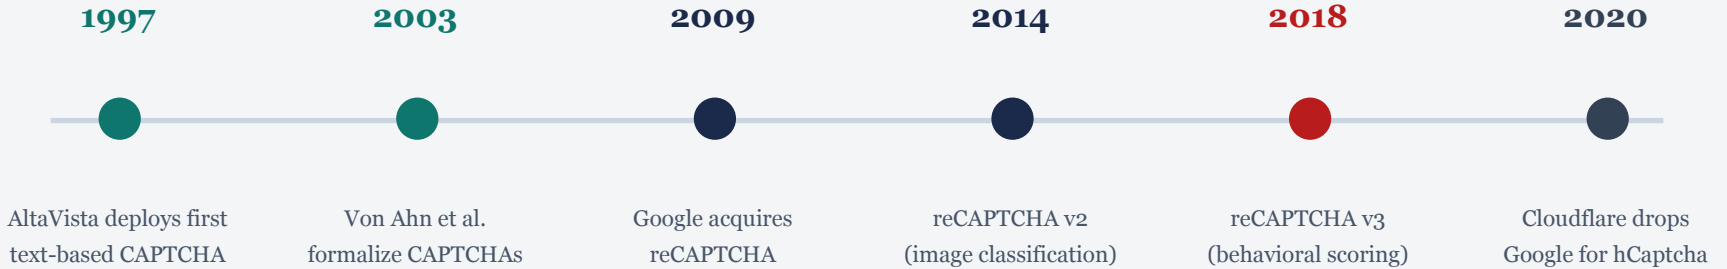 1997
AltaVista deploys first
text-based CAPTCHA
2003
Von Ahn et al.
formalize CAPTCHAs
2009
Google acquires
reCAPTCHA
2014
reCAPTCHA v2
(image classification)
2018
reCAPTCHA v3
(behavioral scoring)
2020
Cloudflare drops
Google for hCaptcha